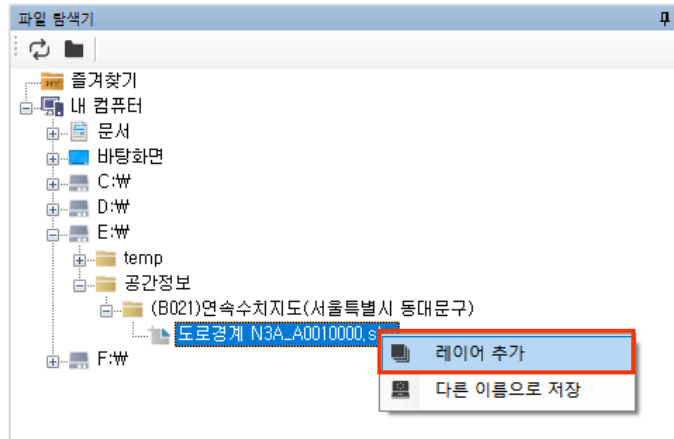 파일 탐색기
MY 즐겨찾기
내 컴퓨터
문서
바탕화면
C:₩
D:₩
E:₩
temp
공간정보
(B021)연속수치지도(서울특별시 동대문구)
도로경계 N3A_A0010000.s
레이어 추가
F:₩
다른 이름으로 저장